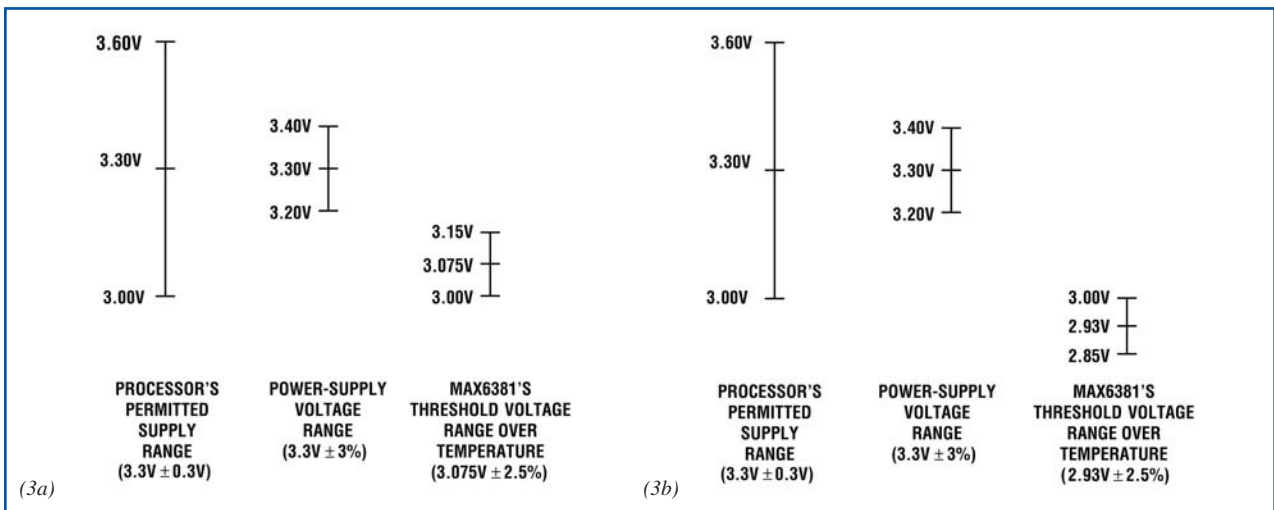 3.60V
3.30V
3.00V
3.40V
3.30V
3.20V
3.15V
3.075V
3.00V
PROCESSOR'S
PERMITTED
SUPPLY
RANGE
(3.3V ± 0.3V)
POWER-SUPPLY
VOLTAGE
RANGE
(3.3V ± 3%)
MAX6381'S
THRESHOLD VOLTAGE
RANGE OVER
TEMPERATURE
(3.075V ± 2.5%)
(3a)
3.60V
3.30V
3.00V
3.40V
3.30V
3.20V
3.00V
2.93V
2.85V
PROCESSOR'S
PERMITTED
SUPPLY
RANGE
(3.3V ± 0.3V)
POWER-SUPPLY
VOLTAGE
RANGE
(3.3V ± 3%)
MAX6381'S
THRESHOLD VOLTAGE
RANGE OVER
TEMPERATURE
(2.93V ± 2.5%)
(3b)